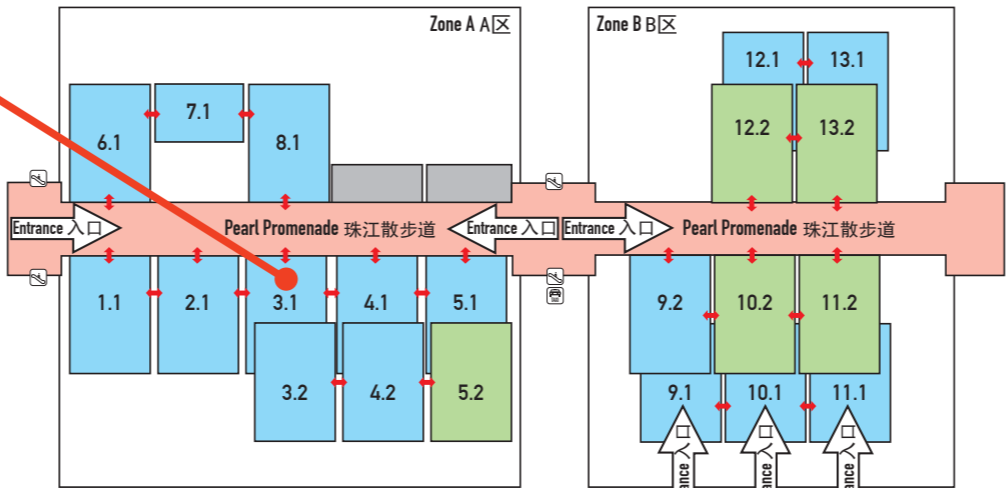 Zone A A区
Zone B B区
12.1
13.1
7.1
6.1
8.1
12.2
13.2
Entrance 入口
Pearl Promenade 珠江散步道
Entrance 入口
Entrance 入口
Pearl Promenade 珠江散步道
1.1
2.1
3.1
4.1
5.1
9.2
10.2
11.2
3.2
4.2
5.2
9.1
10.1
11.1
入口
入口
入口